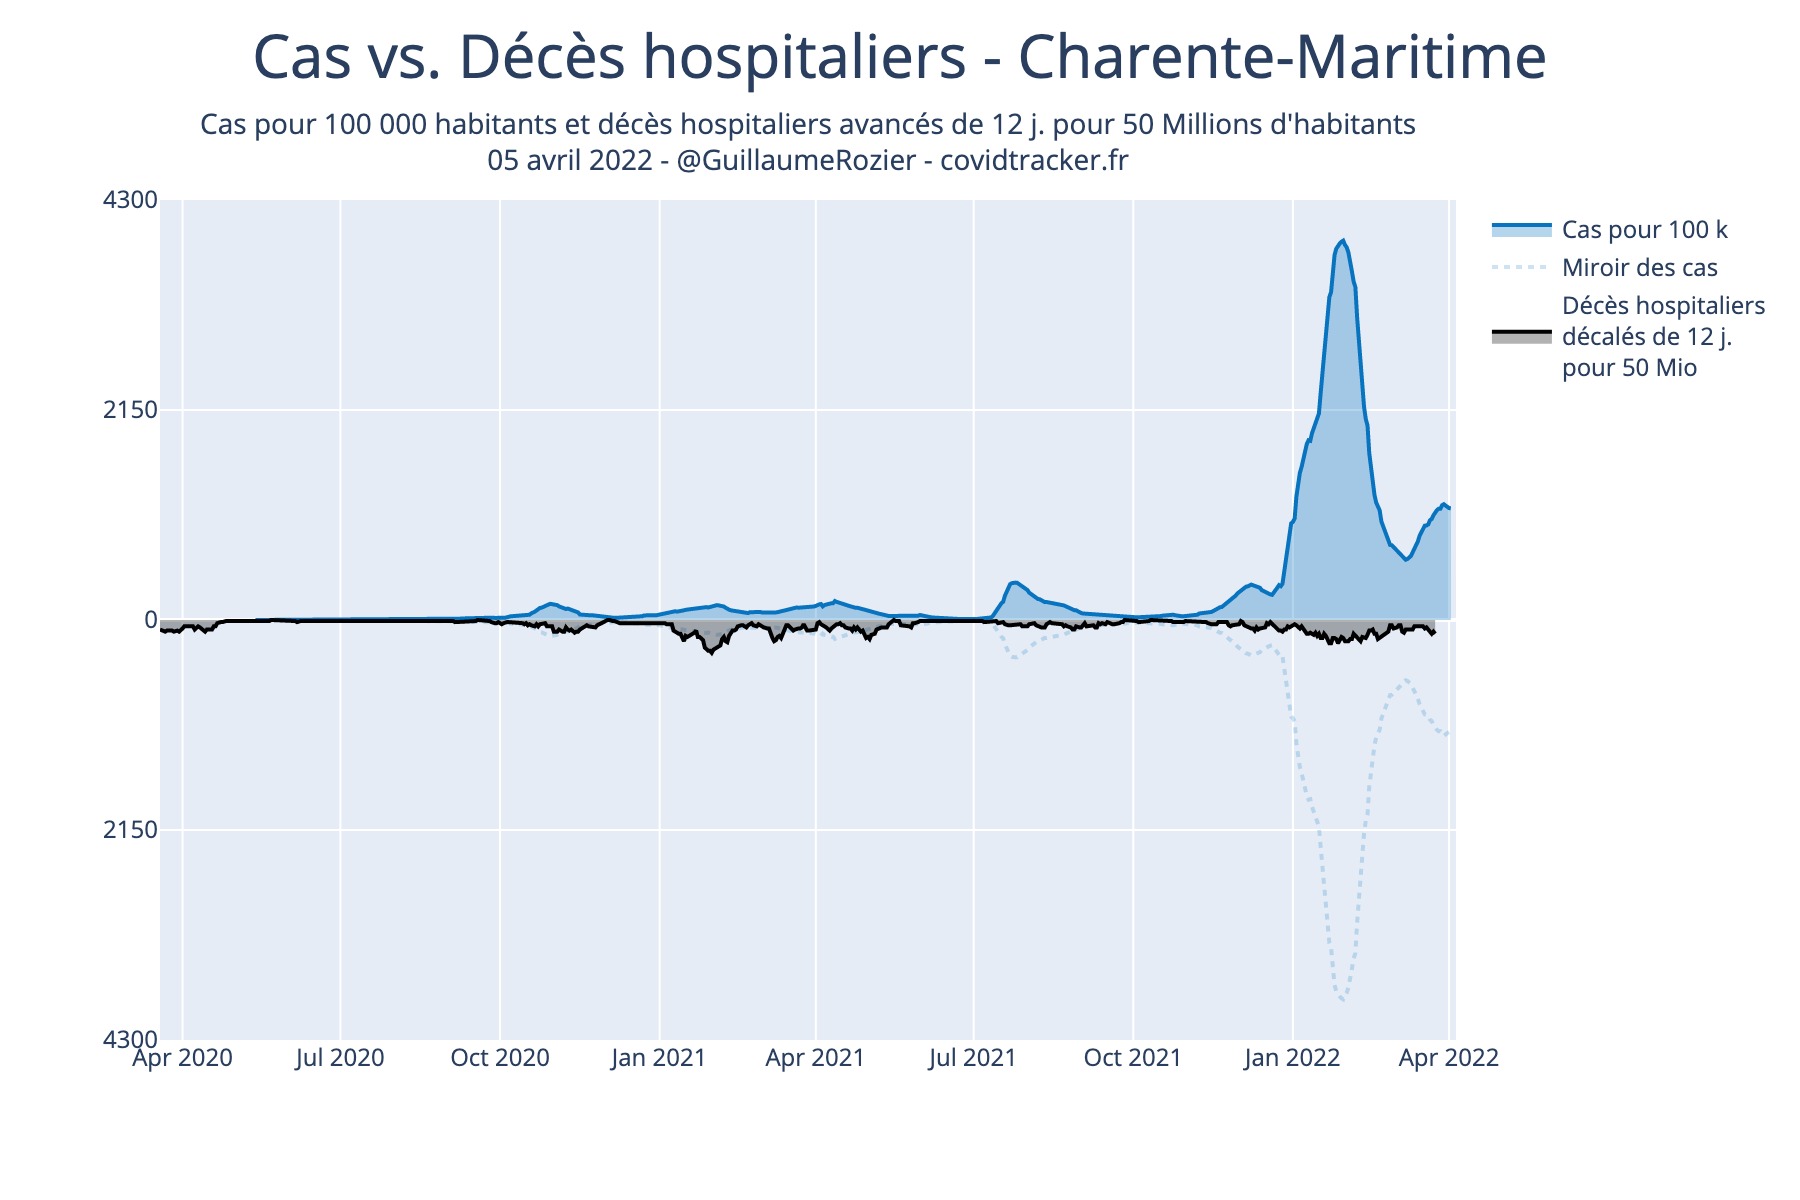 Cas vs. Décès hospitaliers - Charente-Maritime
Cas pour 100 000 habitants et décès hospitaliers avancés de 12 j. pour 50 Millions d'habitants
05 avril 2022 - @GuillaumeRozier - covidtracker.fr
4300
2150
0
2150
4300
Apr 2020
Jul 2020
Oct 2020
Jan 2021
Apr 2021
Jul 2021
Oct 2021
Jan 2022
Apr 2022
Cas pour 100 k
Miroir des cas
Décès hospitaliers
décalés de 12 j.
pour 50 Mio